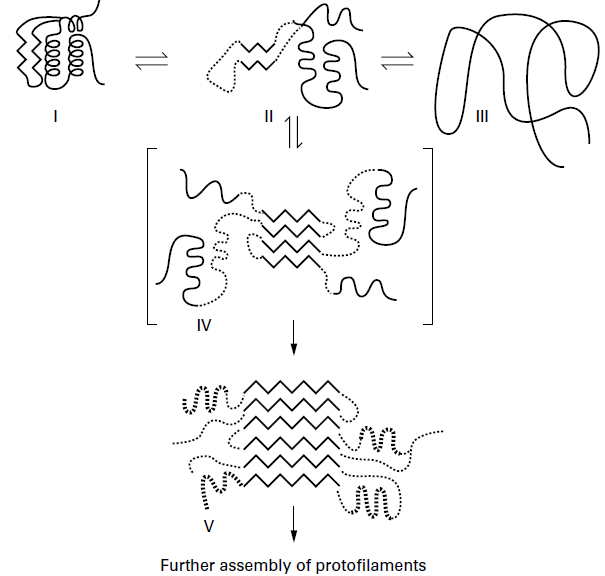 I
II
III
IV
V
Further assembly of protofilaments